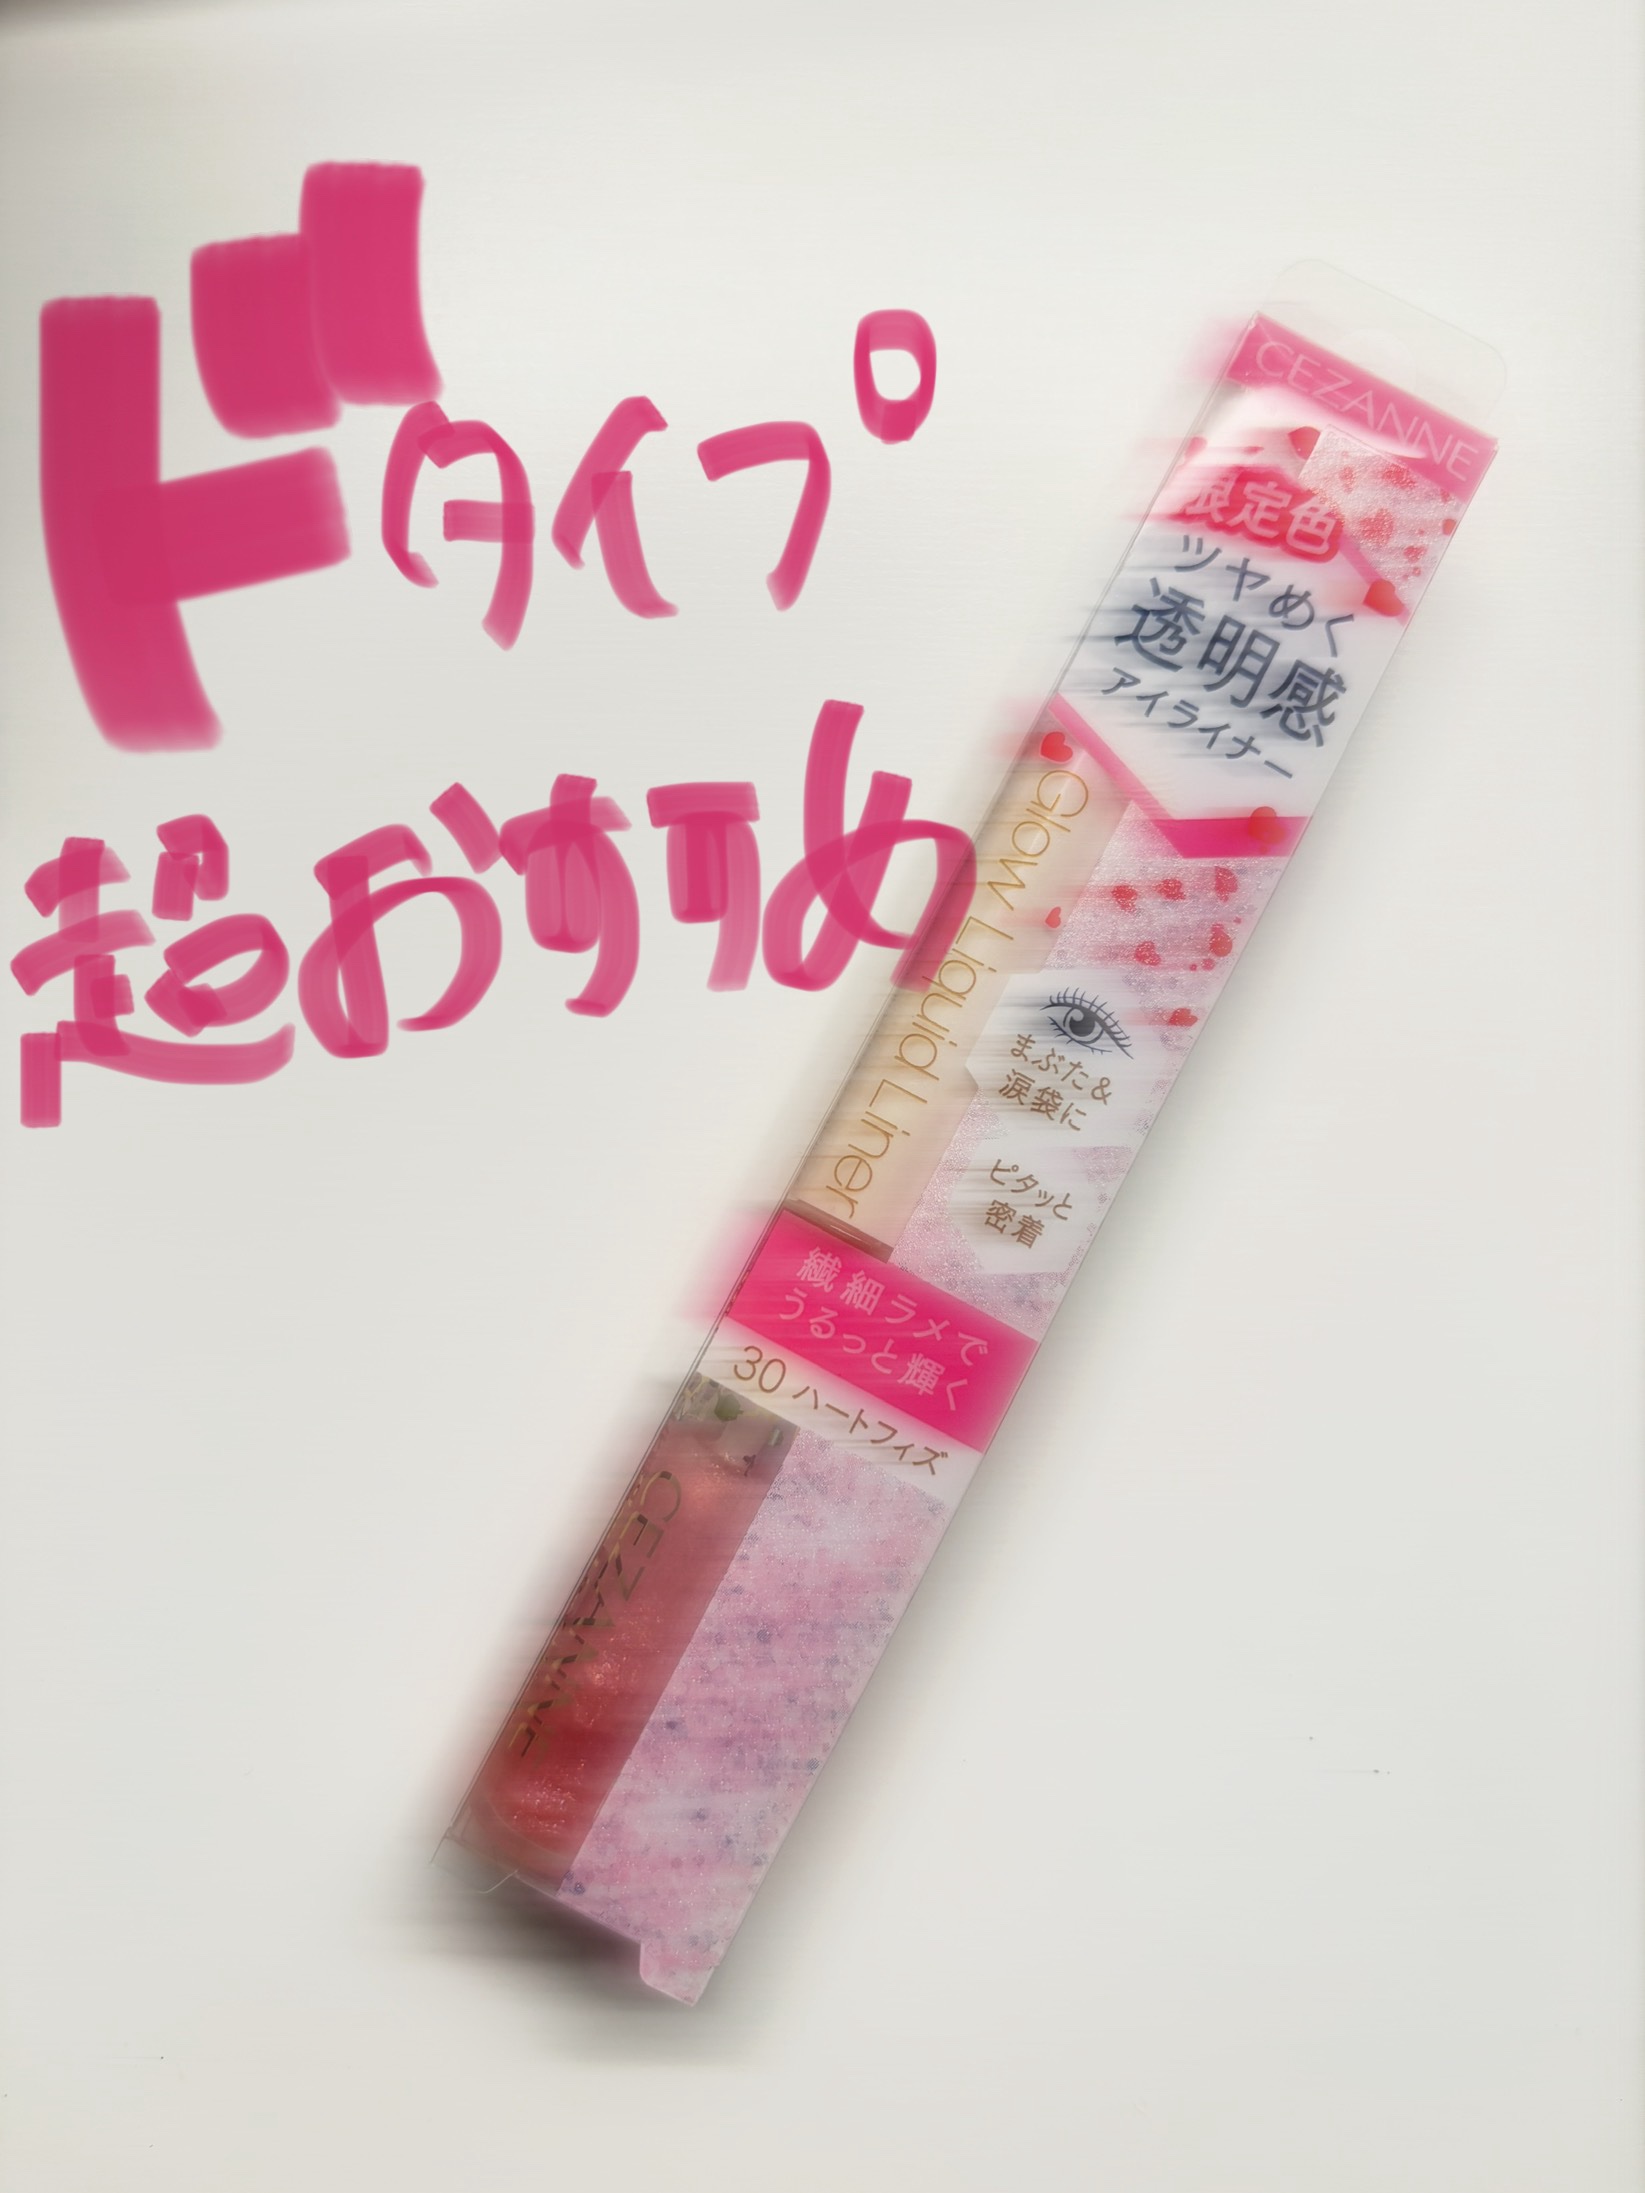 ドタイプ
超おすすめ
CEZANNE
限定色
ツヤめく
透明感
アイライナー
Glow Liquid Liner
まぶた&
涙袋に
ピタッと
密着
繊細ラメで
うるっと輝く
30 ハートフィズ
CEZANNE